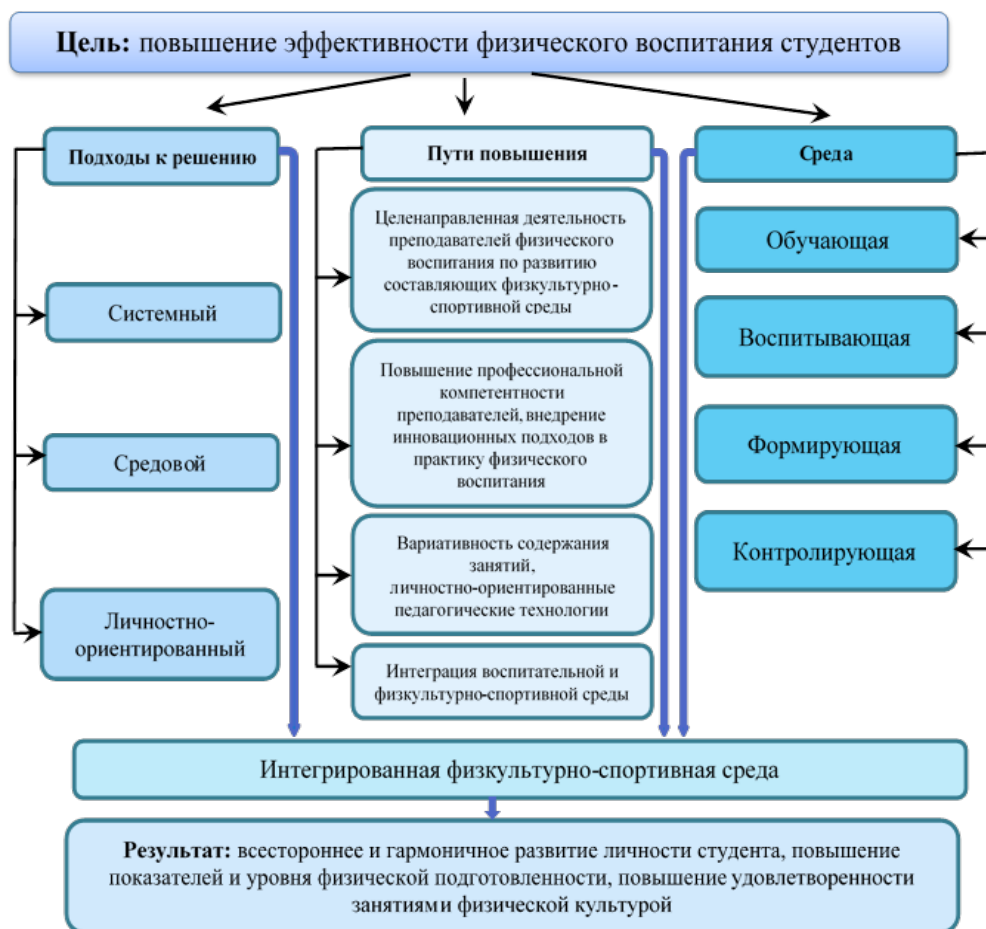 Цель: повышение эффективности физического воспитания студентов
Подходы к решению
Системный
Средовой
Личностно-
ориентированный
Пути повышения
Целенаправленная деятельность
преподавателей физического
воспитания по развитию
составляющих физкультурно-
спортивной среды
Повышение профессиональной
компетентности
преподавателей, внедрение
инновационных подходов в
практику физического
воспитания
Вариативность содержания
занятий,
личностно-ориентированные
педагогические технологии
Интеграция воспитательной и
физкультурно-спортивной среды
Среда
Обучающая
Воспитывающая
Формирующая
Контролирующая
Интегрированная физкультурно-спортивная среда
Результат: всестороннее и гармоничное развитие личности студента, повышение
показателей и уровня физической подготовленности, повышение удовлетворенности
занятиями физической культурой